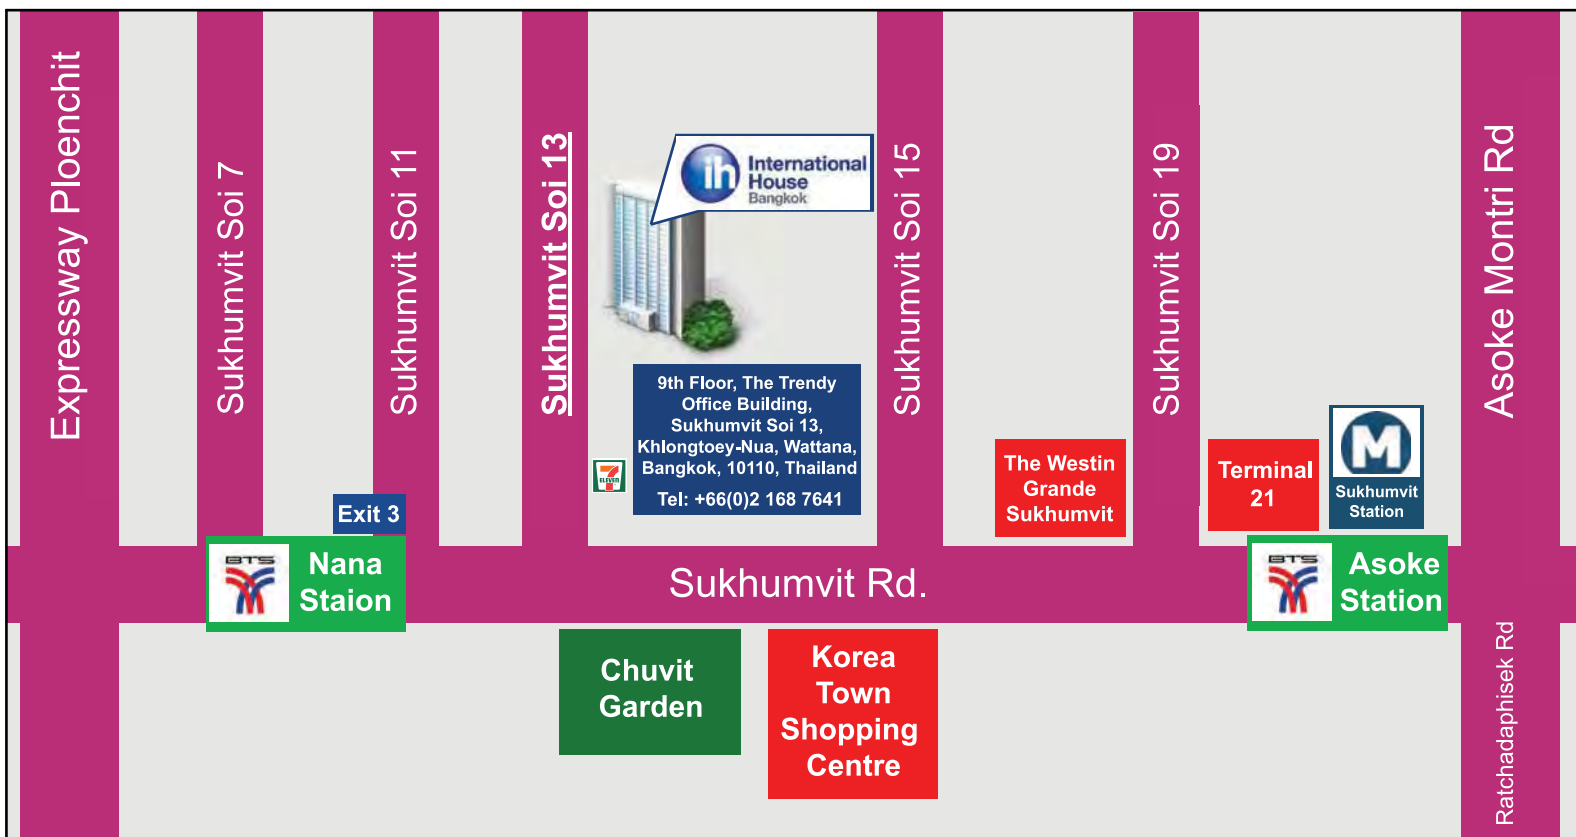 Expressway Ploenchit
Sukhumvit Soi 7
Sukhumvit Soi 11
Sukhumvit Soi 13
ih
International
House
Bangkok
Sukhumvit Soi 15
Sukhumvit Soi 19
Asoke Montri Rd
9th Floor, The Trendy
Office Building,
Sukhumvit Soi 13,
Khlongtoey-Nua, Wattana,
Bangkok, 10110, Thailand
Tel: +66(0)2 168 7641
7
ELEVEN
The Westin
Grande
Sukhumvit
Terminal
21
M
Sukhumvit
Station
Exit 3
BTS
Nana
Staion
Sukhumvit Rd.
BTS
Asoke
Station
Chuvit
Garden
Korea
Town
Shopping
Centre
Ratchadaphisek Rd